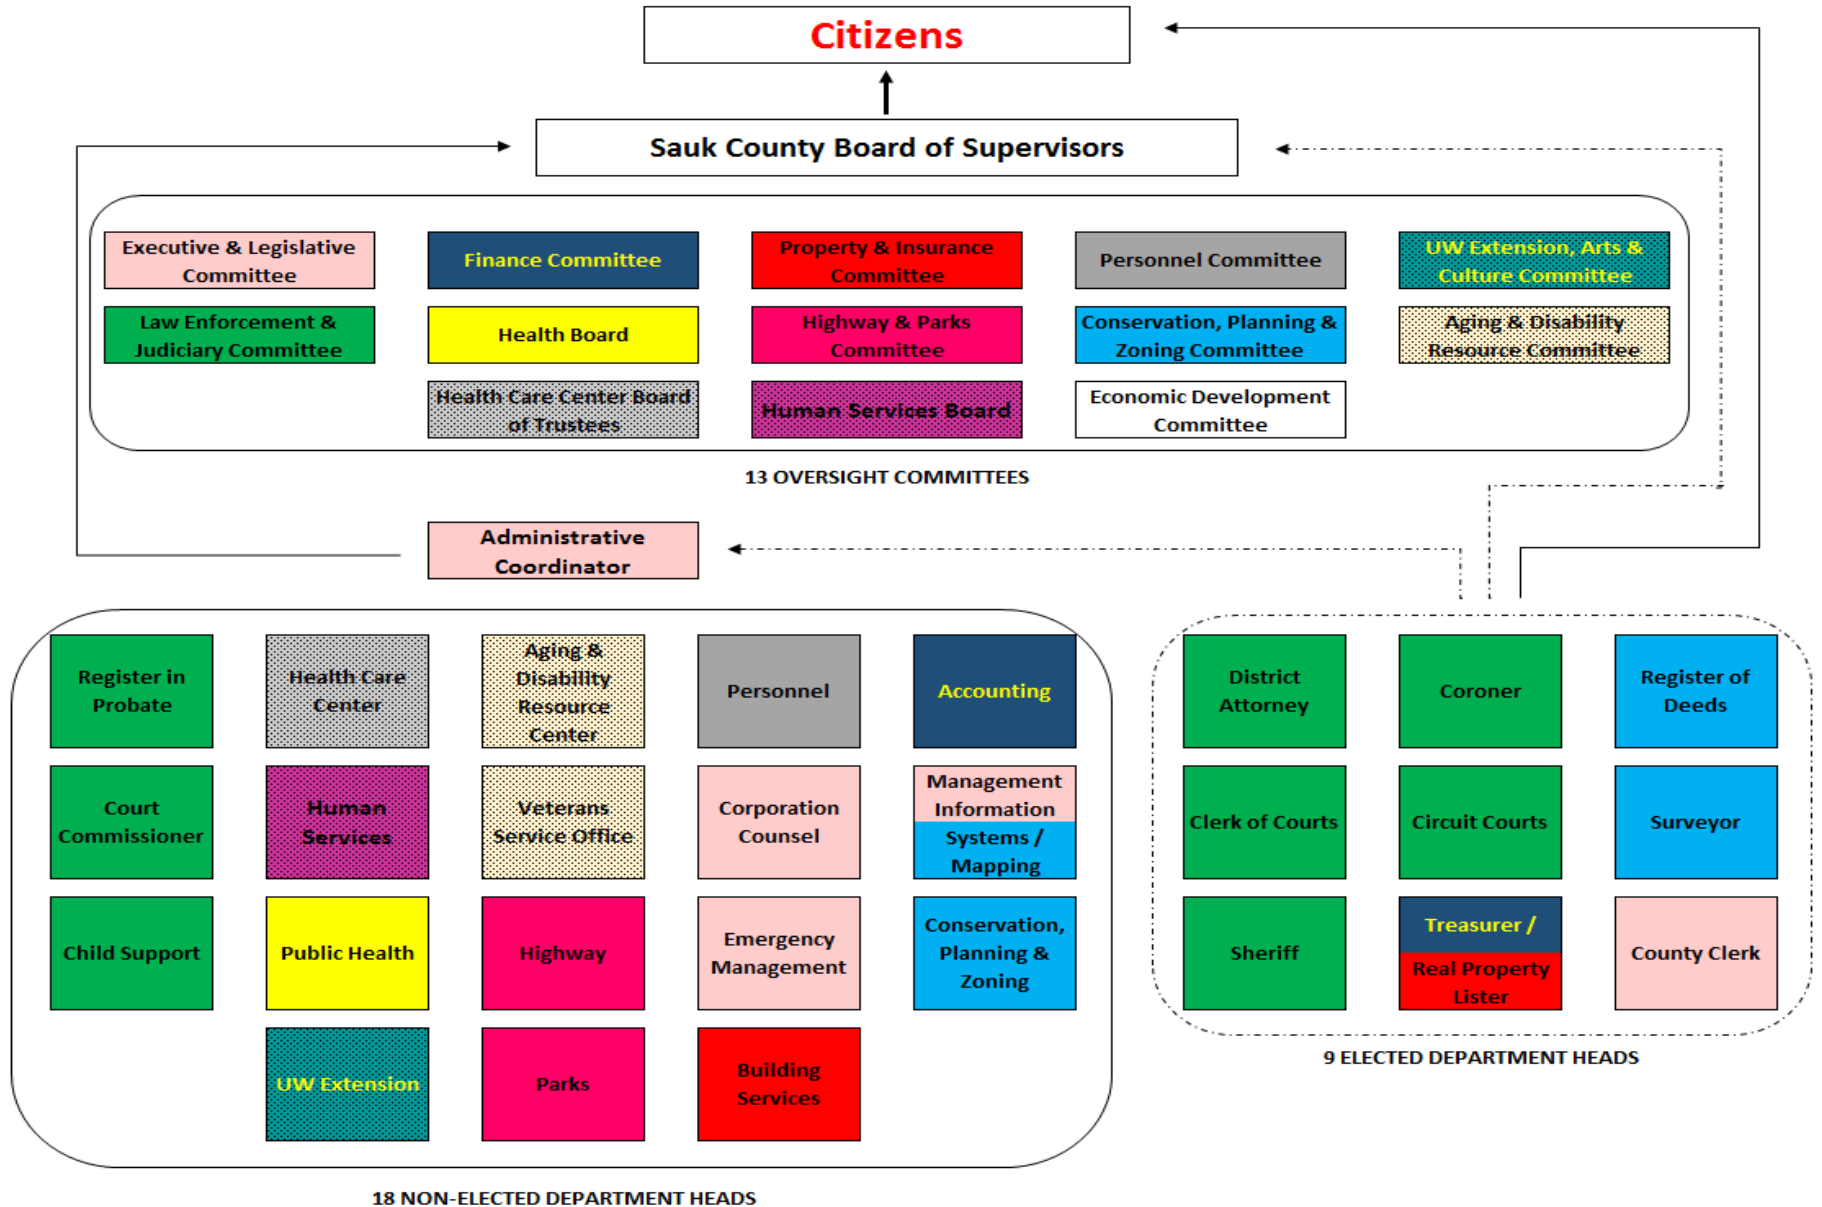 Citizens
Sauk County Board of Supervisors
Executive & Legislative
Committee
Finance Committee
Property & Insurance
Committee
Personnel Committee
UW Extension, Arts &
Culture Committee
Law Enforcement &
Judiciary Committee
Health Board
Highway & Parks
Committee
Conservation, Planning &
Zoning Committee
Aging & Disability
Resource Committee
Health Care Center Board
of Trustees
Human Services Board
Economic Development
Committee
13 OVERSIGHT COMMITTEES
Administrative
Coordinator
Register in
Probate
Health Care
Center
Aging &
Disability
Resource
Center
Personnel
Accounting
Court
Commissioner
Human
Services
Veterans
Service Office
Corporation
Counsel
Management
Information
Systems /
Mapping
Child Support
Public Health
Highway
Emergency
Management
Conservation,
Planning &
Zoning
UW Extension
Parks
Building
Services
18 NON-ELECTED DEPARTMENT HEADS
District
Attorney
Coroner
Register of
Deeds
Clerk of Courts
Circuit Courts
Surveyor
Sheriff
Treasurer /
Real Property
Lister
County Clerk
9 ELECTED DEPARTMENT HEADS